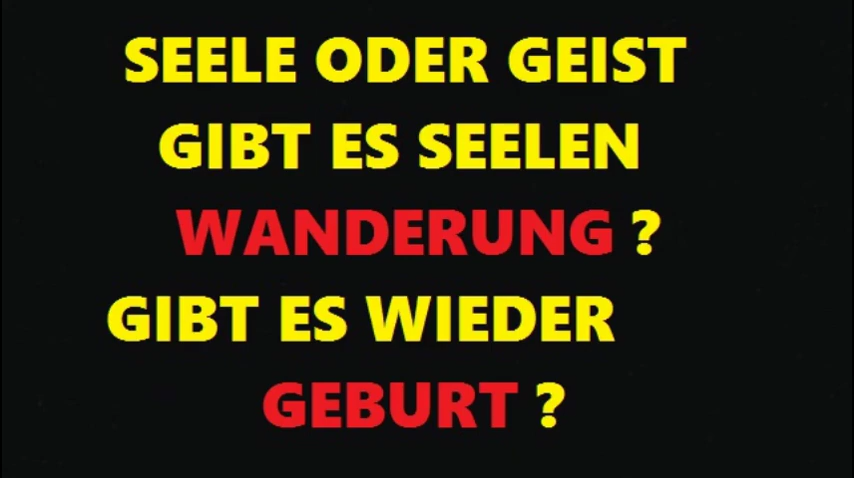 SEELE ODER GEIST
GIBT ES SEELEN
WANDERUNG ?
GIBT ES WIEDER
GEBURT ?